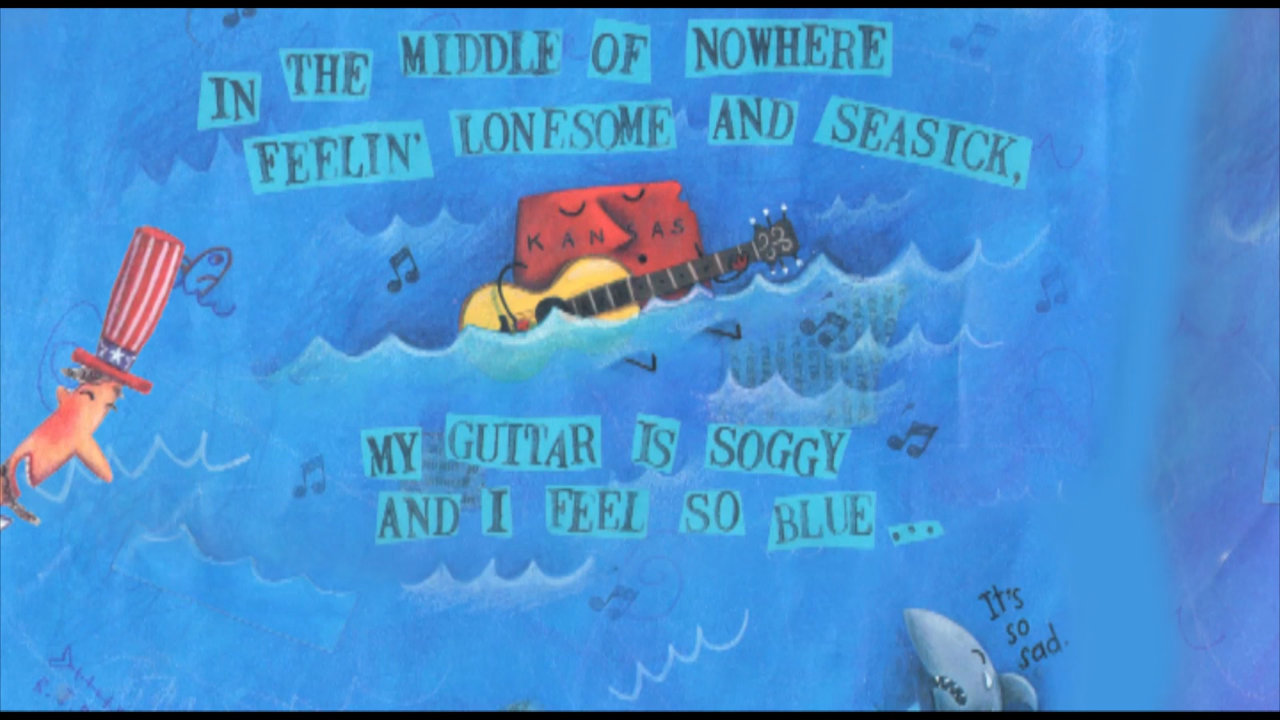 IN THE MIDDLE OF NOWHERE
FEELIN' LONESOME AND SEASICK,
KANSAS
MY GUITAR IS SOGGY
AND I FEEL SO BLUE...
It's
so
sad.